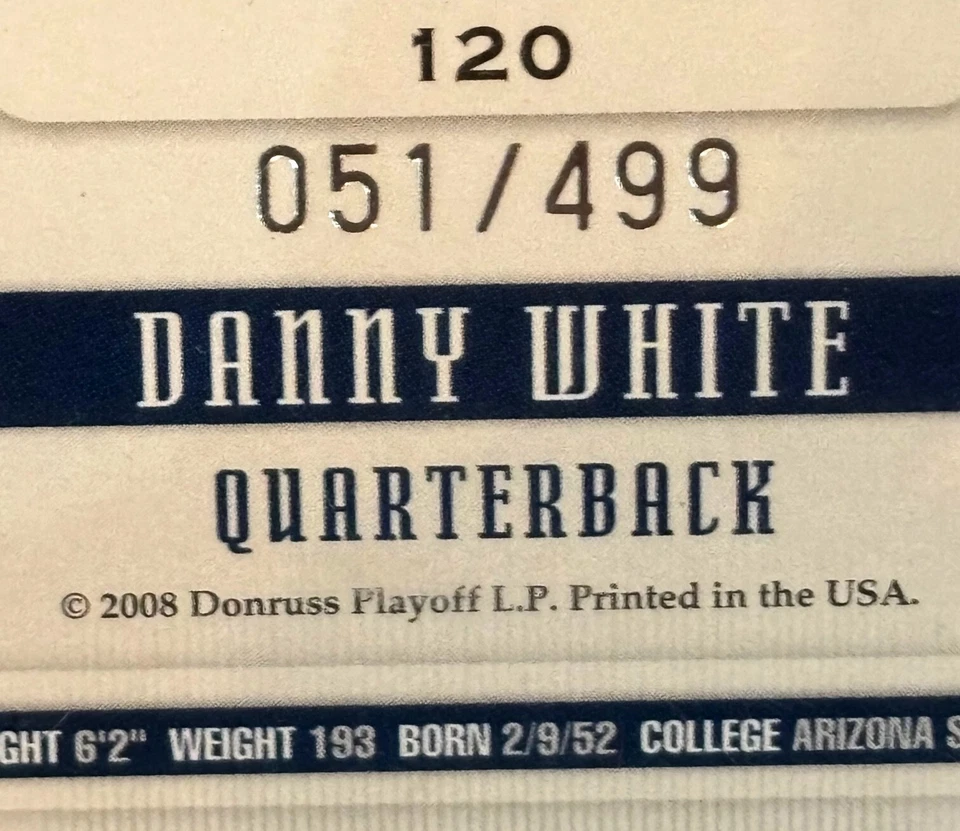 120
051/499
DANNY WHITE
QUARTERBACK
© 2008 Donruss Playoff L.P. Printed in the USA.
GHT 6'2" WEIGHT 193 BORN 2/9/52 COLLEGE ARIZONA S